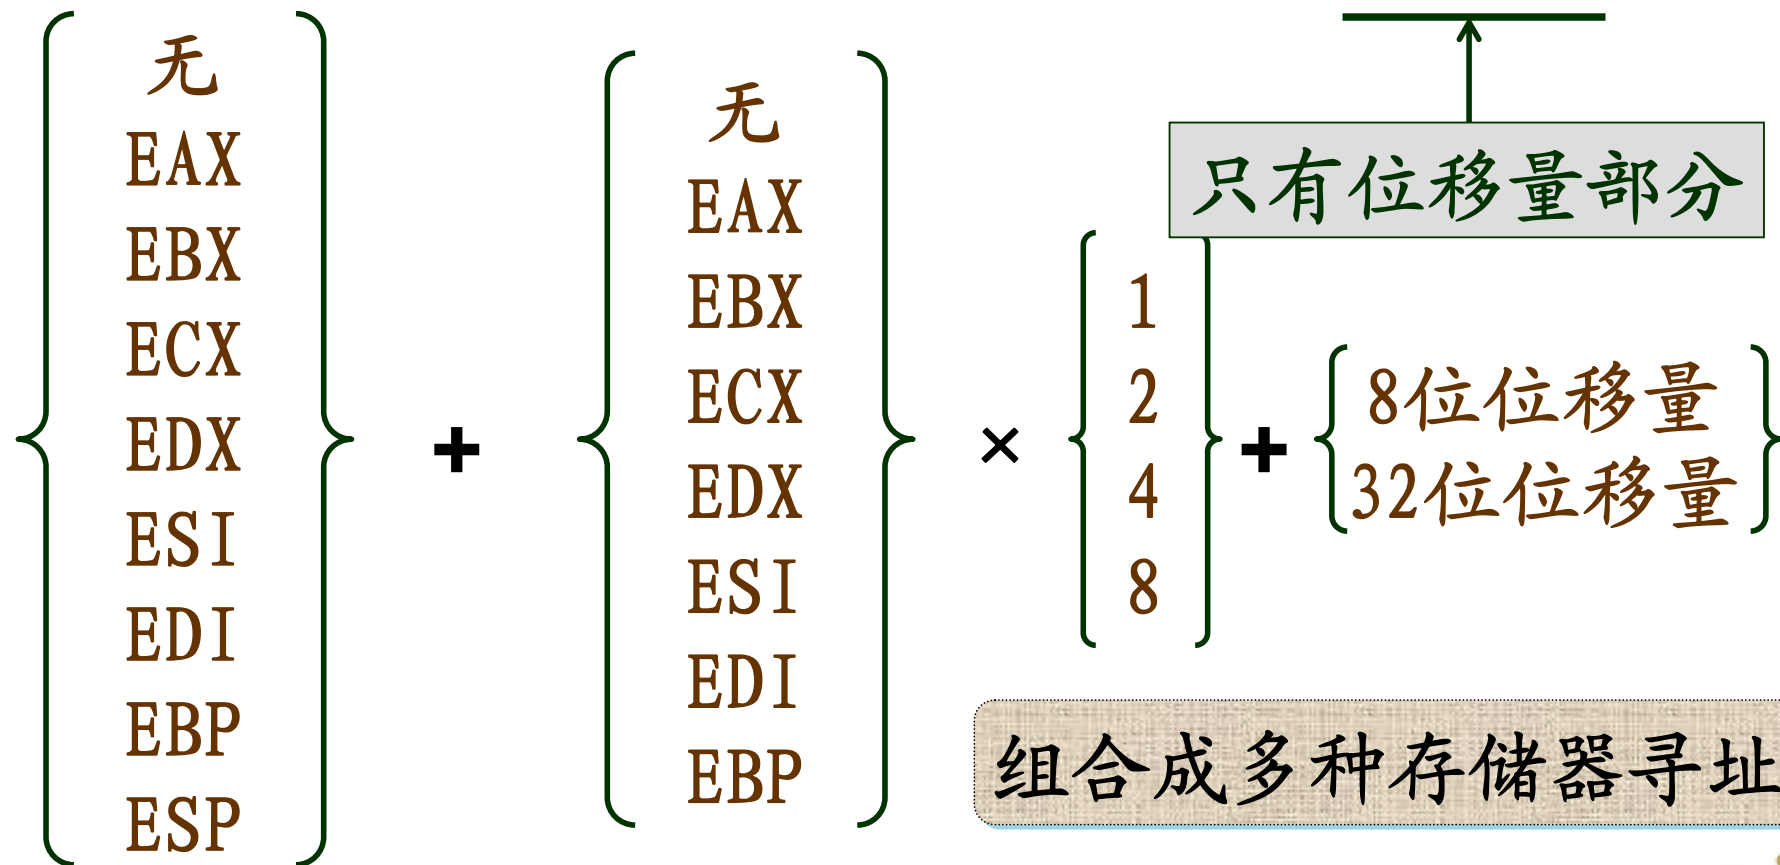 无
EAX
EBX
ECX
EDX
ESI
EDI
EBP
ESP
+
无
EAX
EBX
ECX
EDX
ESI
EDI
EBP
×
1
2
4
8
+
8位位移量
32位位移量
只有位移量部分
组合成多种存储器寻址